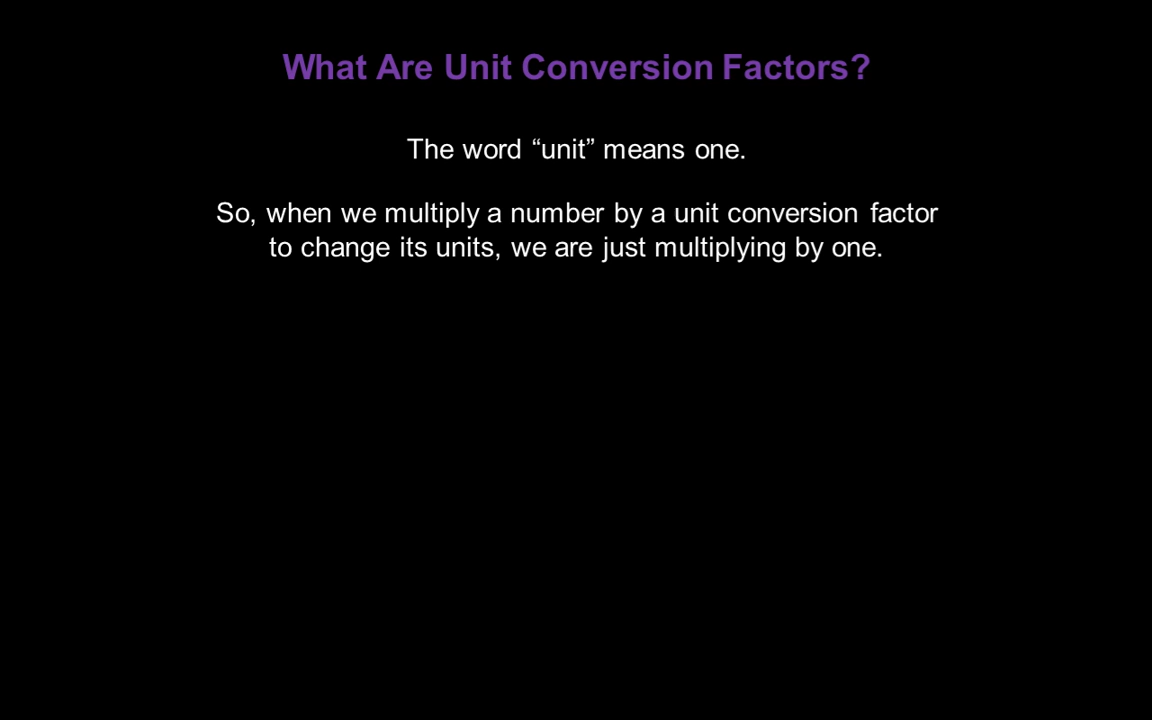 What Are Unit Conversion Factors?
The word “unit” means one.
So, when we multiply a number by a unit conversion factor
to change its units, we are just multiplying by one.